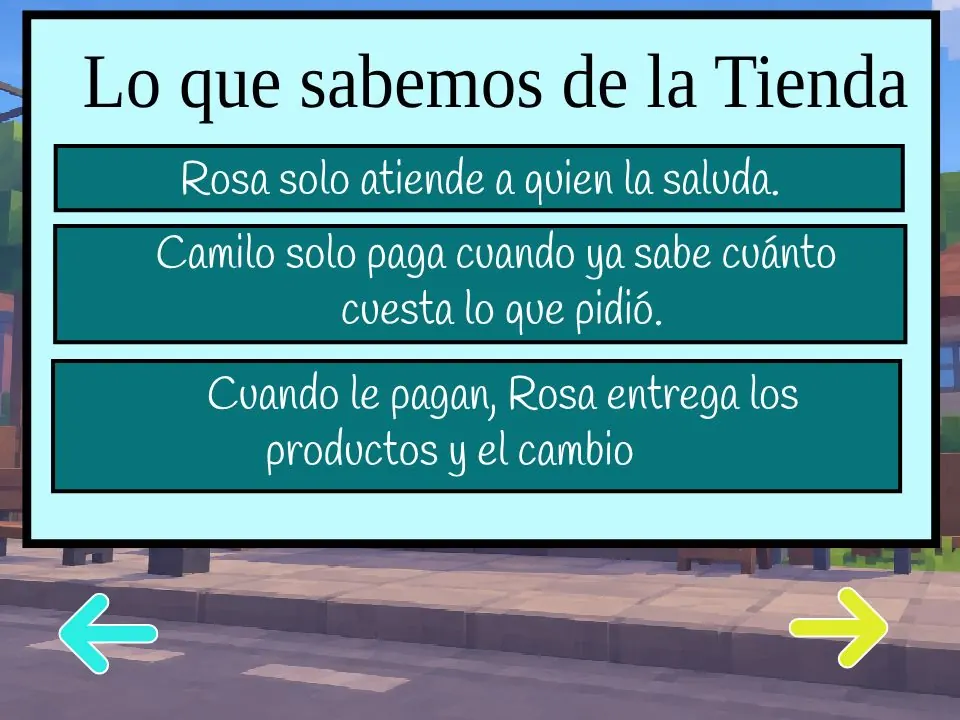 Lo que sabemos de la Tienda
Rosa solo atiende a quien la saluda.
Camilo solo paga cuando ya sabe cuánto
cuesta lo que pidió.
Cuando le pagan, Rosa entrega los
productos y el cambio